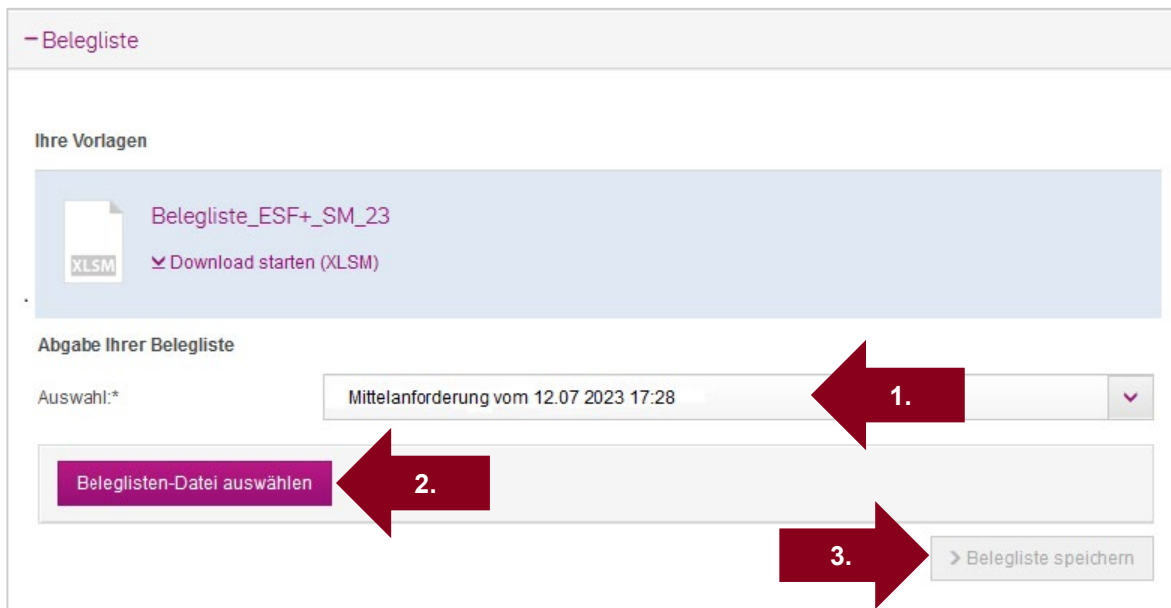 – Belegliste
Ihre Vorlagen
Belegliste_ESF+_SM_23
XLSM
Download starten (XLSM)
.
Abgabe Ihrer Belegliste
Auswahl:*
Mittelanforderung vom 12.07 2023 17:28
1.
Beleglisten-Datei auswählen
2.
3.
> Belegliste speichern